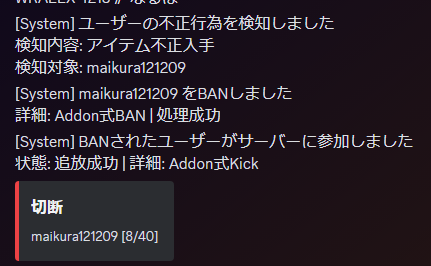 [System] ユーザーの不正行為を検知しました
検知内容: アイテム不正入手
検知対象: maikura121209
[System] maikura121209 をBANしました
詳細: Addon式BAN | 処理成功
[System] BANされたユーザーがサーバーに参加しました
状態: 追放成功 | 詳細: Addon式Kick
切断
maikura121209 [8/40]